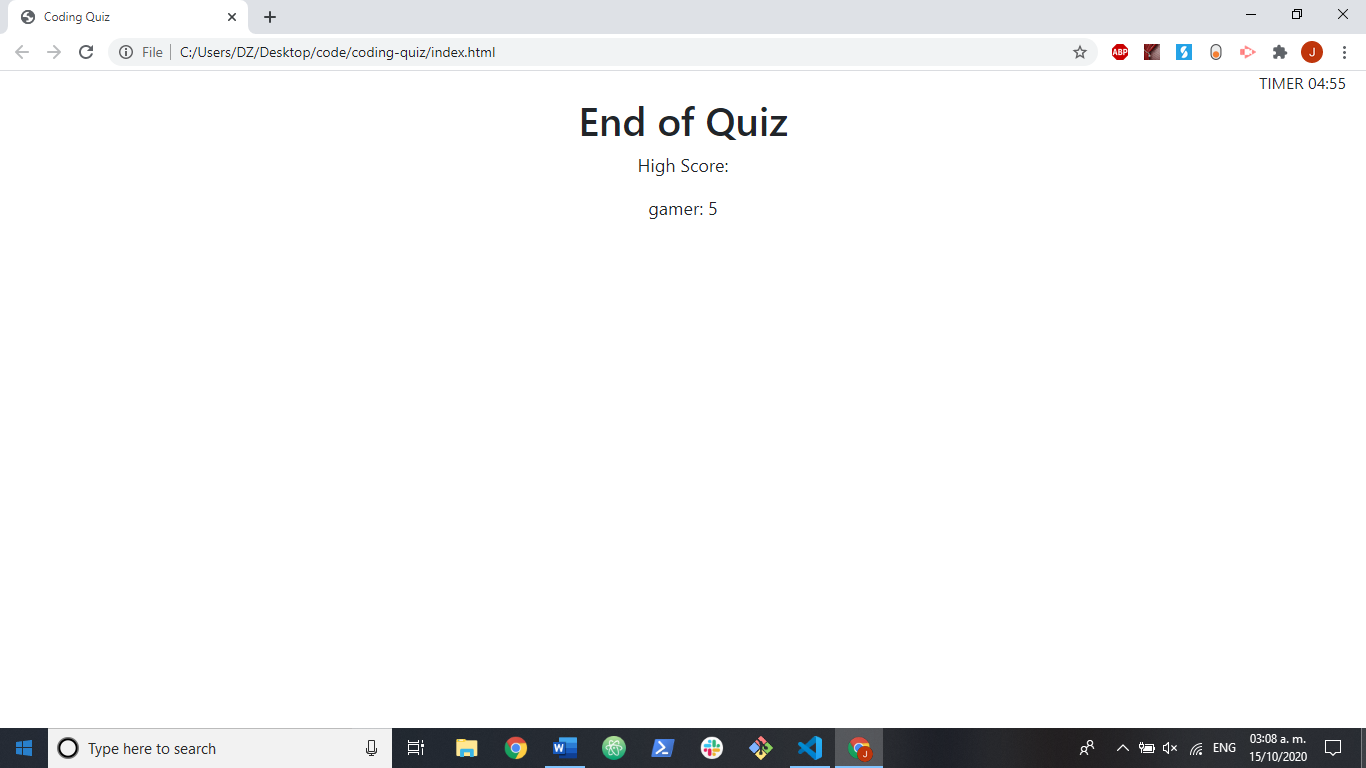 Coding Quiz
File C:/Users/DZ/Desktop/code/coding-quiz/index.html
ABP
J
TIMER 04:55
End of Quiz
High Score:
gamer: 5
Type here to search
W
J
ENG
03:08 a. m.
15/10/2020